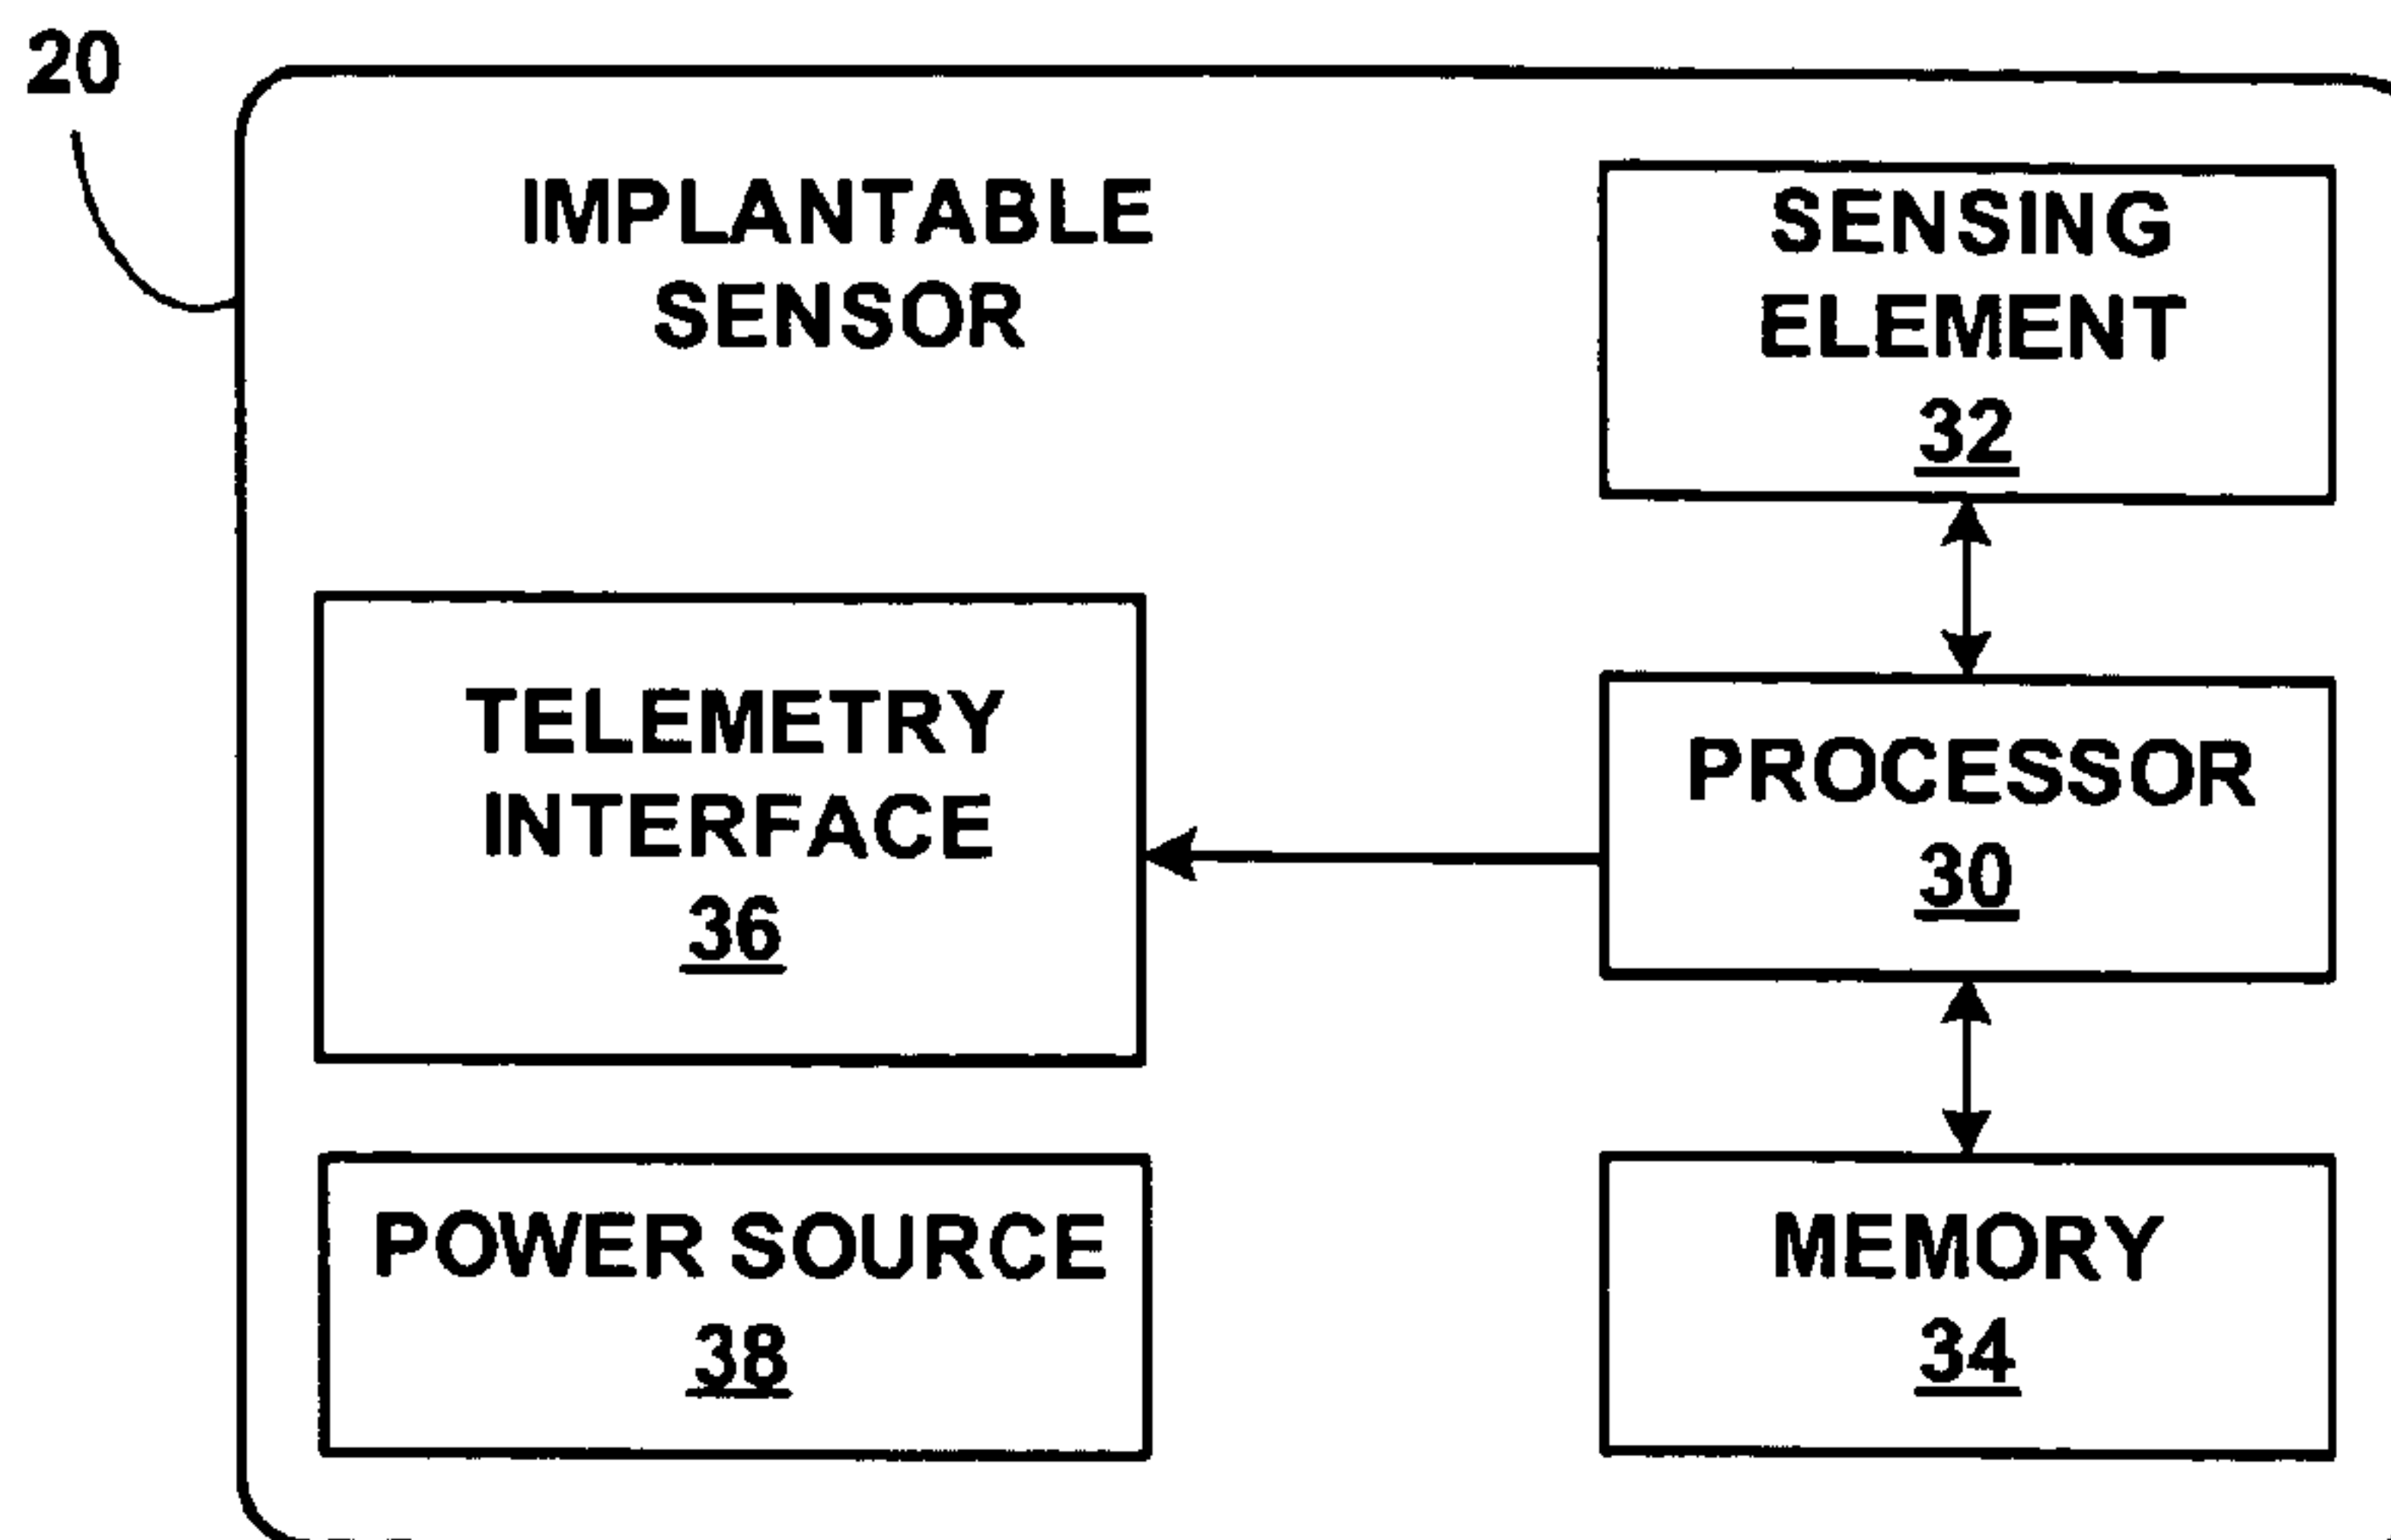 20
IMPLANTABLE
SENSOR
SENSING
ELEMENT
32
TELEMETRY
INTERFACE
36
PROCESSOR
30
POWER SOURCE
38
MEMORY
34